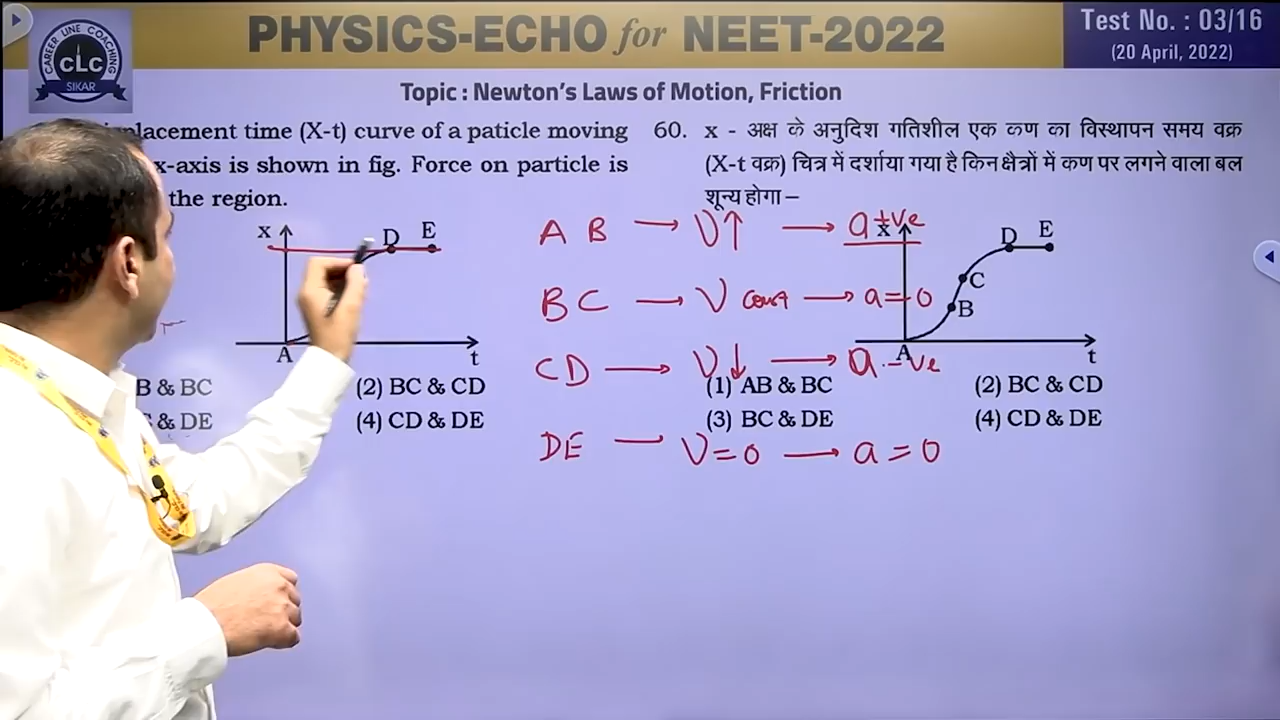 PHYSICS-ECHO for NEET-2022
Test No. : 03/16
(20 April, 2022)
CAREER LINE COACHING
CLC
SIKAR
Topic : Newton's Laws of Motion, Friction
placement time (X-t) curve of a paticle moving
x-axis is shown in fig. Force on particle is
the region.
x
D
E
A
t
B & BC
(2) BC & CD
& DE
(4) CD & DE
A B → V↑ → a +ve
BC → V const → a = 0
CD → V↓ → a -ve
DE — V = 0 → a = 0
60. x - अक्ष के अनुदिश गतिशील एक कण का विस्थापन समय वक्र
(X-t वक्र) चित्र में दर्शाया गया है किन क्षैत्रों में कण पर लगने वाला बल
शून्य होगा –
x
D
E
C
B
A
t
(1) AB & BC
(2) BC & CD
(3) BC & DE
(4) CD & DE